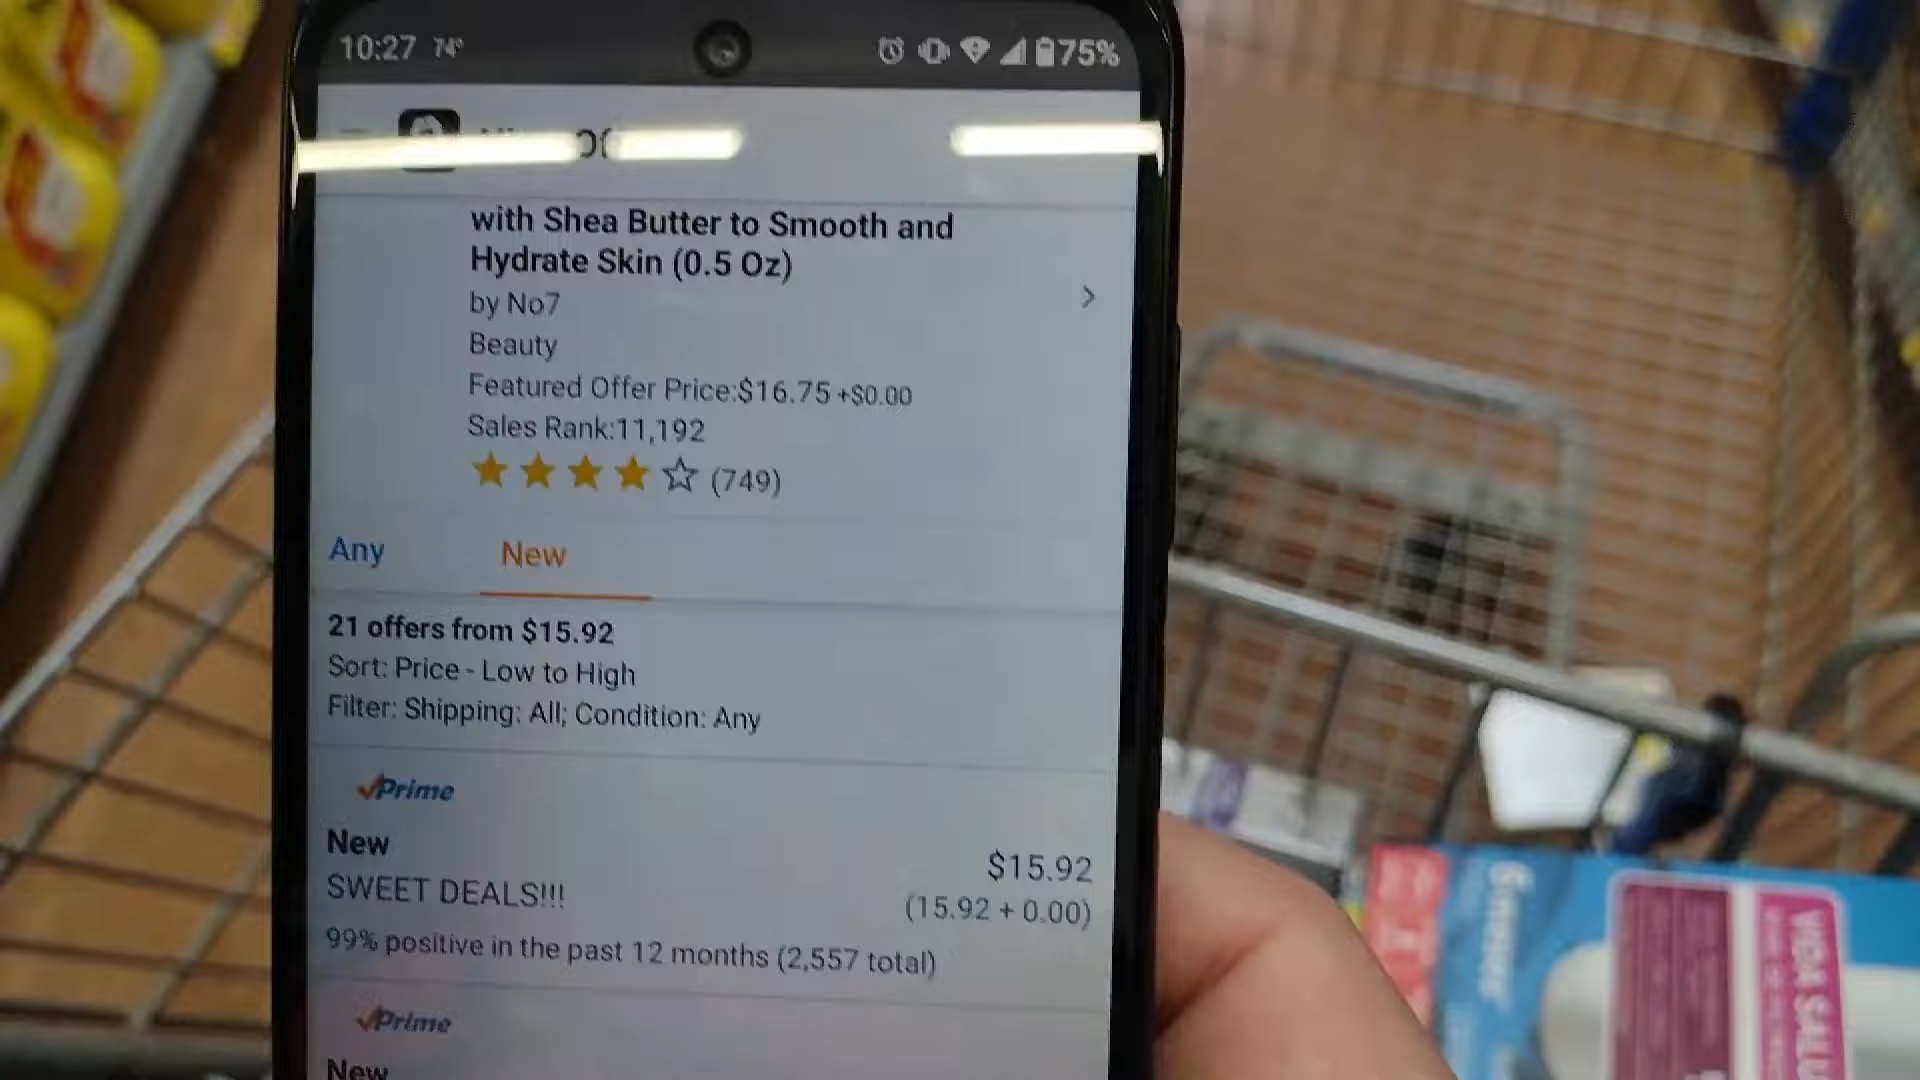 10:27 74°
75%
with Shea Butter to Smooth and
Hydrate Skin (0.5 Oz)
by No7
Beauty
Featured Offer Price:$16.75 +$0.00
Sales Rank:11,192
(749)
Any
New
21 offers from $15.92
Sort: Price - Low to High
Filter: Shipping: All; Condition: Any
Prime
New
$15.92
SWEET DEALS!!!
(15.92 + 0.00)
99% positive in the past 12 months (2,557 total)
Prime
New